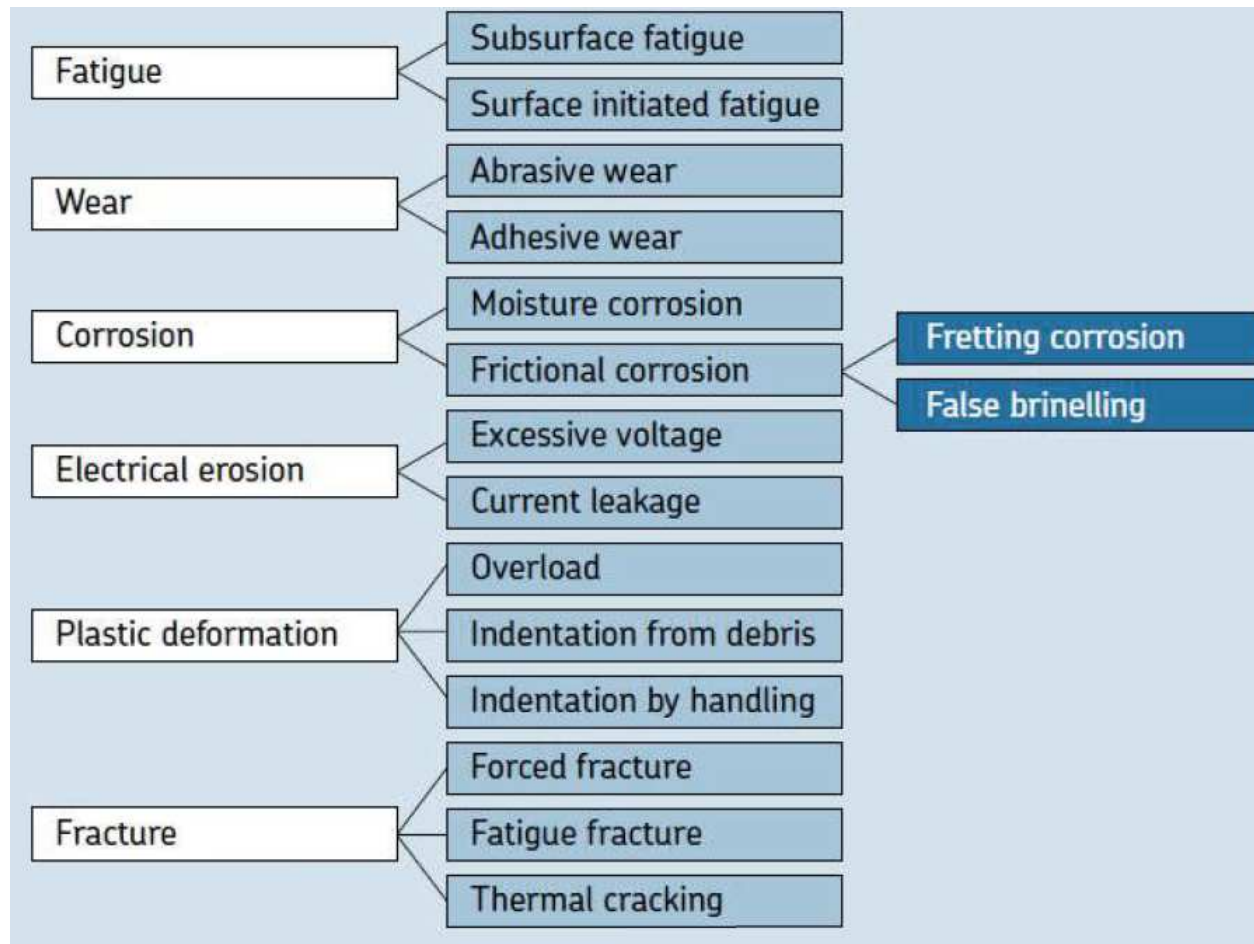 Fatigue
Subsurface fatigue
Surface initiated fatigue
Wear
Abrasive wear
Adhesive wear
Corrosion
Moisture corrosion
Frictional corrosion
Fretting corrosion
False brinelling
Electrical erosion
Excessive voltage
Current leakage
Plastic deformation
Overload
Indentation from debris
Indentation by handling
Fracture
Forced fracture
Fatigue fracture
Thermal cracking